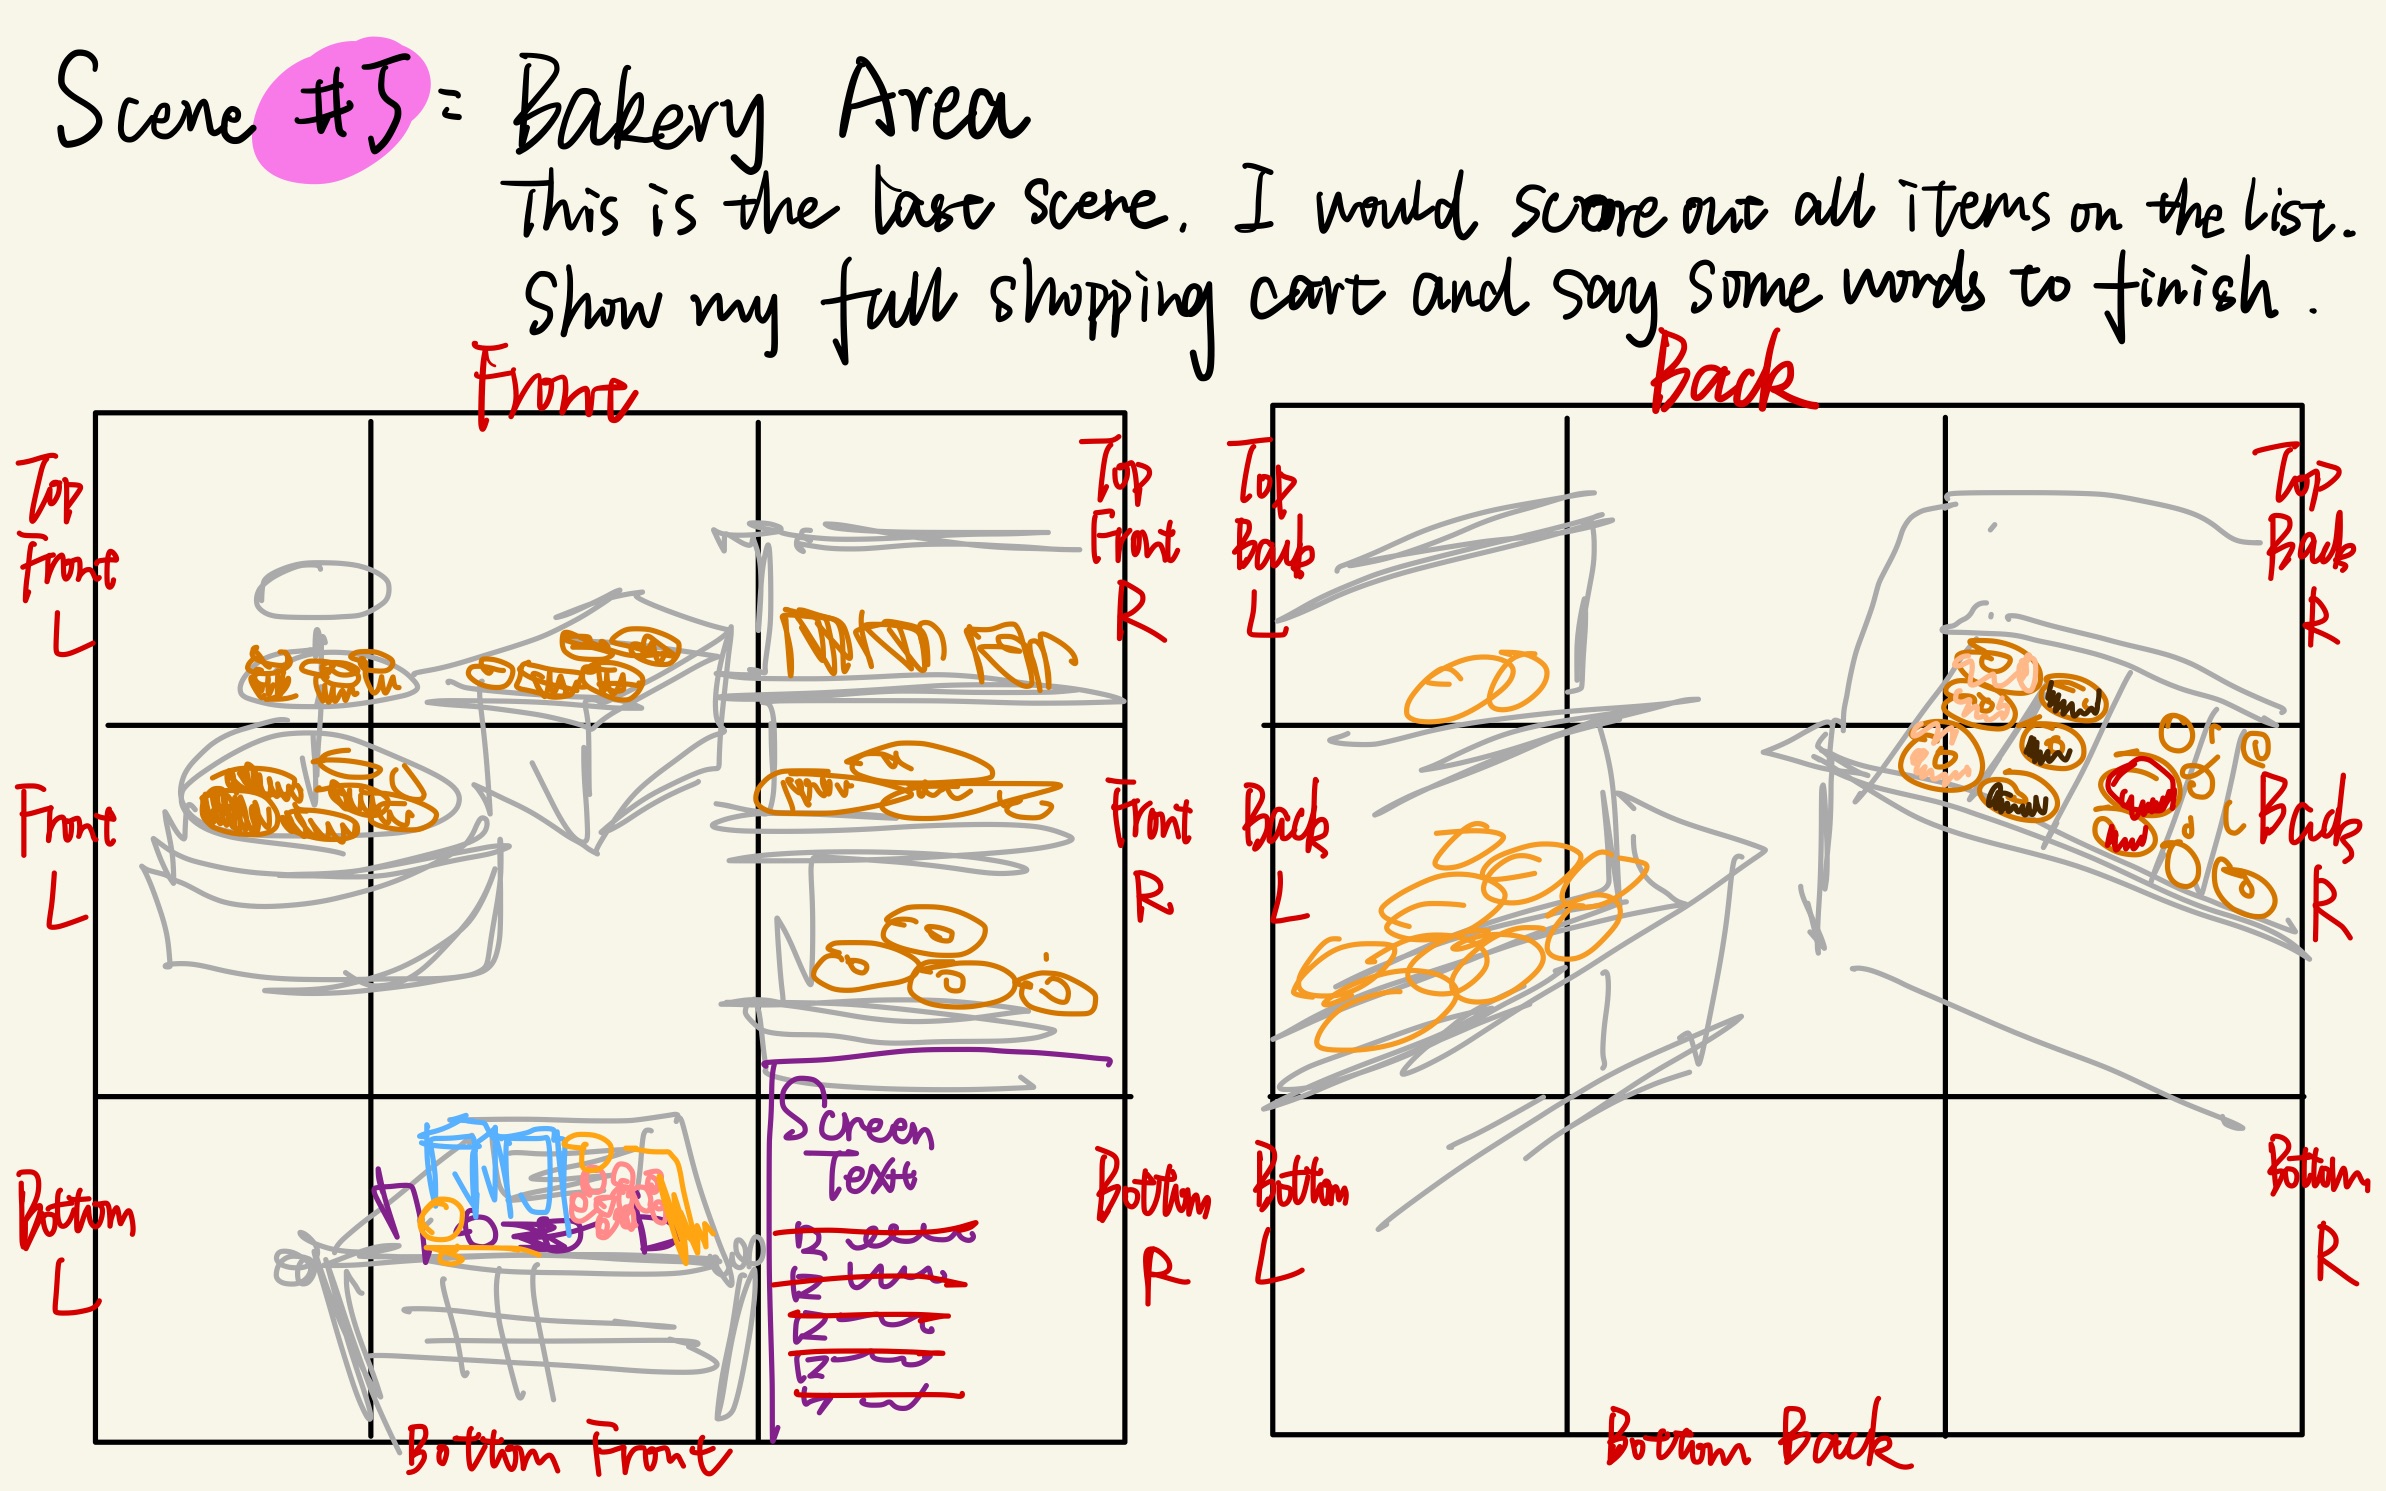 Scene #5 = Bakery Area
This is the last scene. I would score out all items on the list.
Show my full shopping cart and say some words to finish.
Front
Back
Top
Front
L
Top
Front
R
Top
Back
L
Top
Back
R
Front
L
Front
R
Back
L
Back
R
Screen
Text
Bottom
L
Bottom
R
Bottom
L
Bottom
R
Bottom Front
Bottom Back